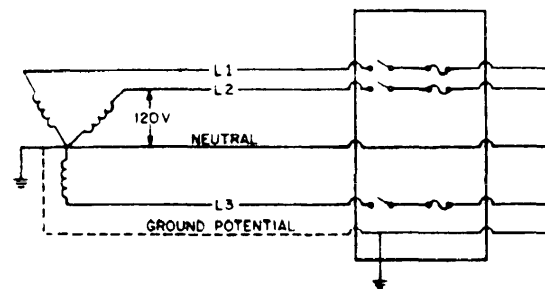 L1
L2
120V
NEUTRAL
L3
GROUND POTENTIAL